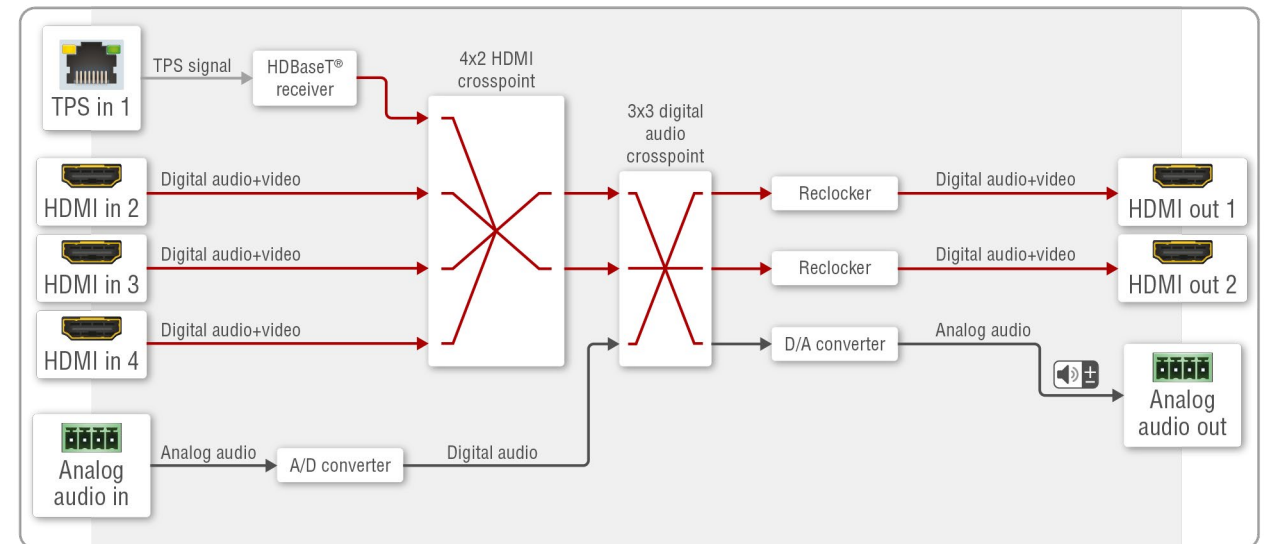 TPS in 1
TPS signal
HDBaseT®
receiver
4x2 HDMI
crosspoint
3x3 digital
audio
crosspoint
HDMI in 2
Digital audio+video
Reclocker
Digital audio+video
HDMI out 1
HDMI in 3
Digital audio+video
Reclocker
Digital audio+video
HDMI out 2
HDMI in 4
Digital audio+video
D/A converter
Analog audio
Analog
audio out
Analog
audio in
Analog audio
A/D converter
Digital audio